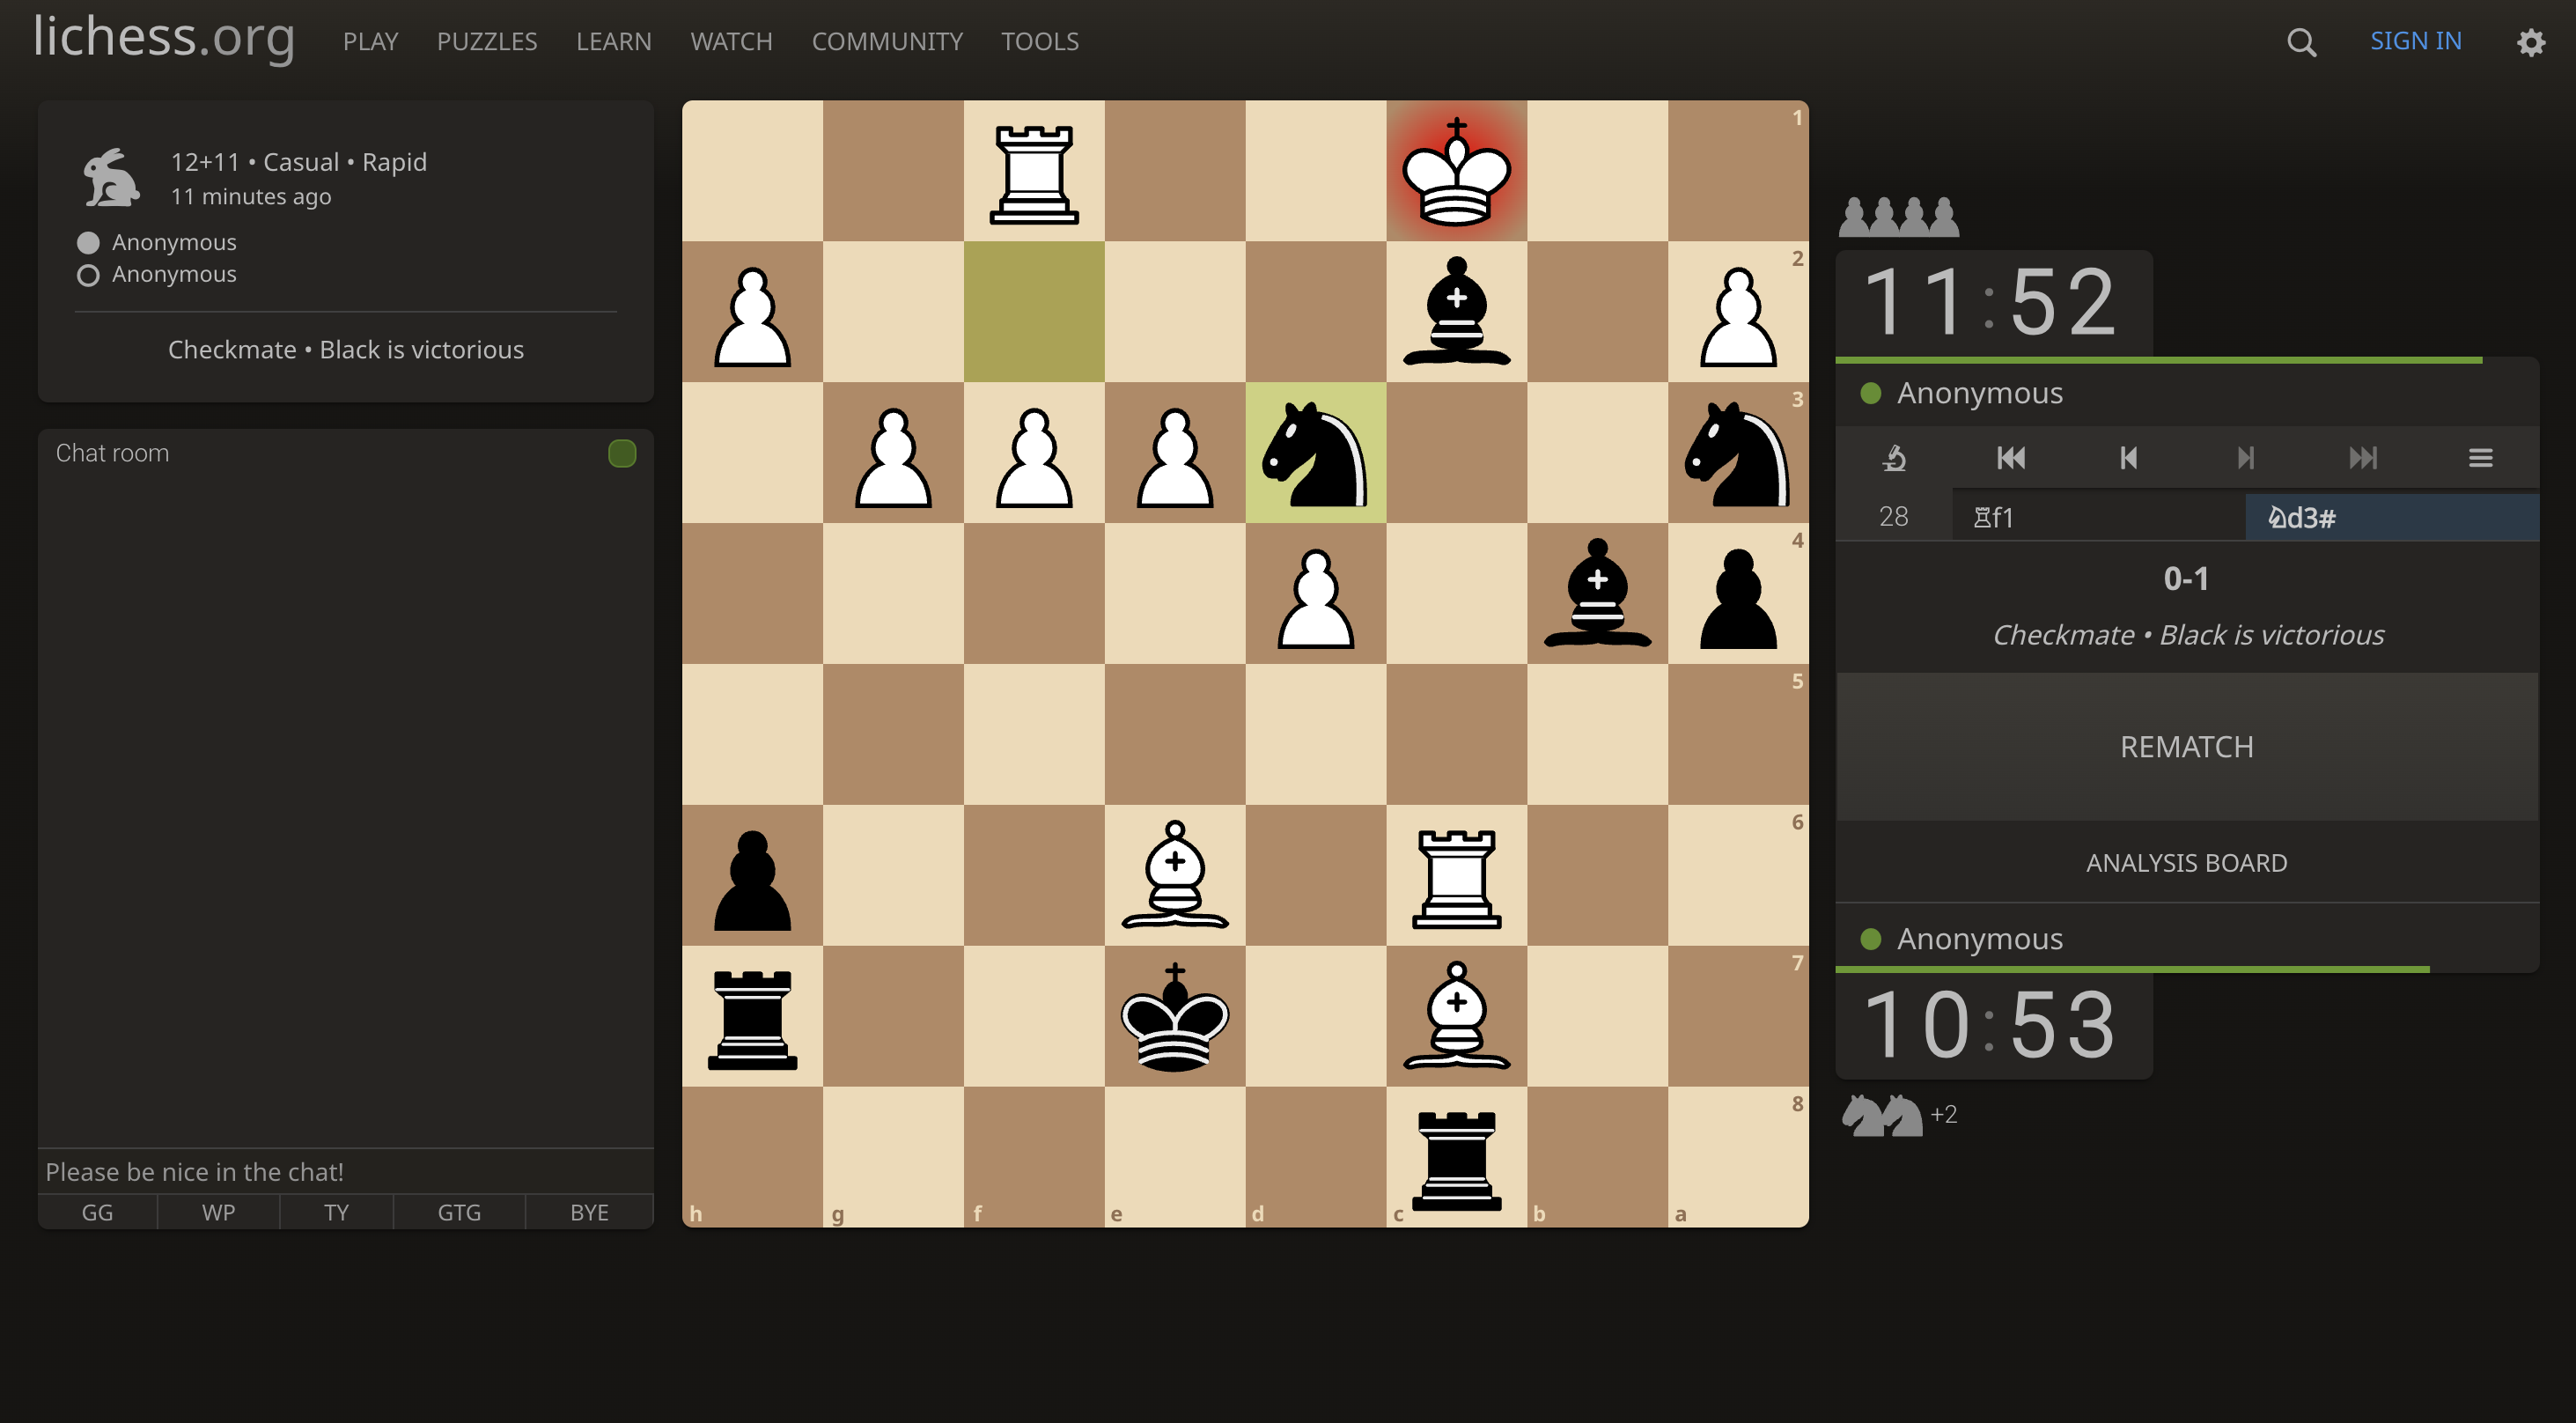 lichess.org PLAY PUZZLES LEARN WATCH COMMUNITY TOOLS SIGN IN
12+11 • Casual • Rapid
11 minutes ago
Anonymous
Anonymous
Checkmate • Black is victorious
Chat room
Please be nice in the chat!
GG WP TY GTG BYE
1
2
3
4
5
6
7
8
h g f e d c b a
11:52
Anonymous
28 ♖f1 ♘d3#
0-1
Checkmate • Black is victorious
REMATCH
ANALYSIS BOARD
Anonymous
10:53
+2